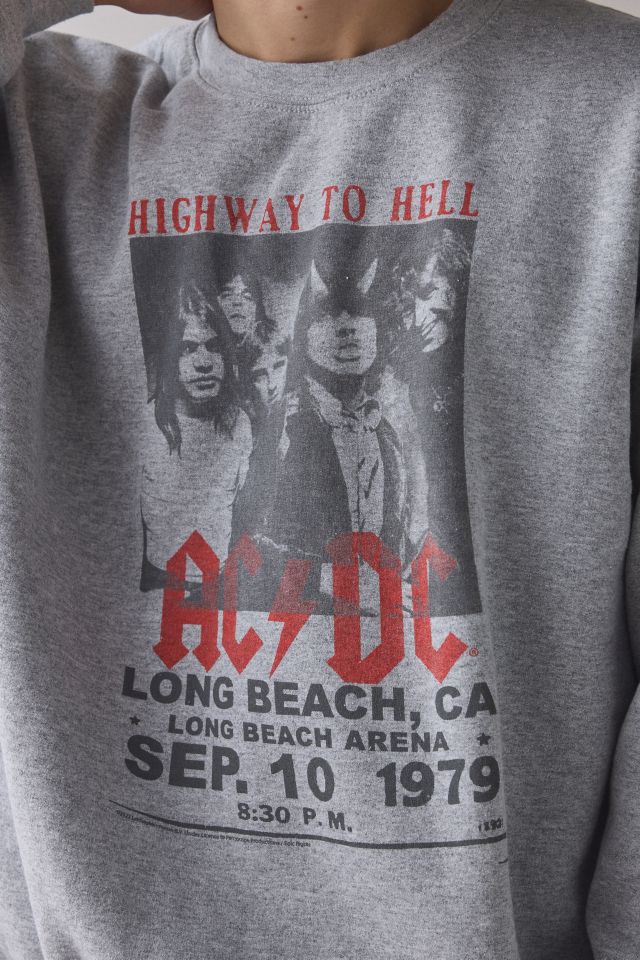 HIGHWAY TO HELL
AC⚡DC®
LONG BEACH, CA
★ LONG BEACH ARENA ★
SEP. 10 1979
8:30 P.M.